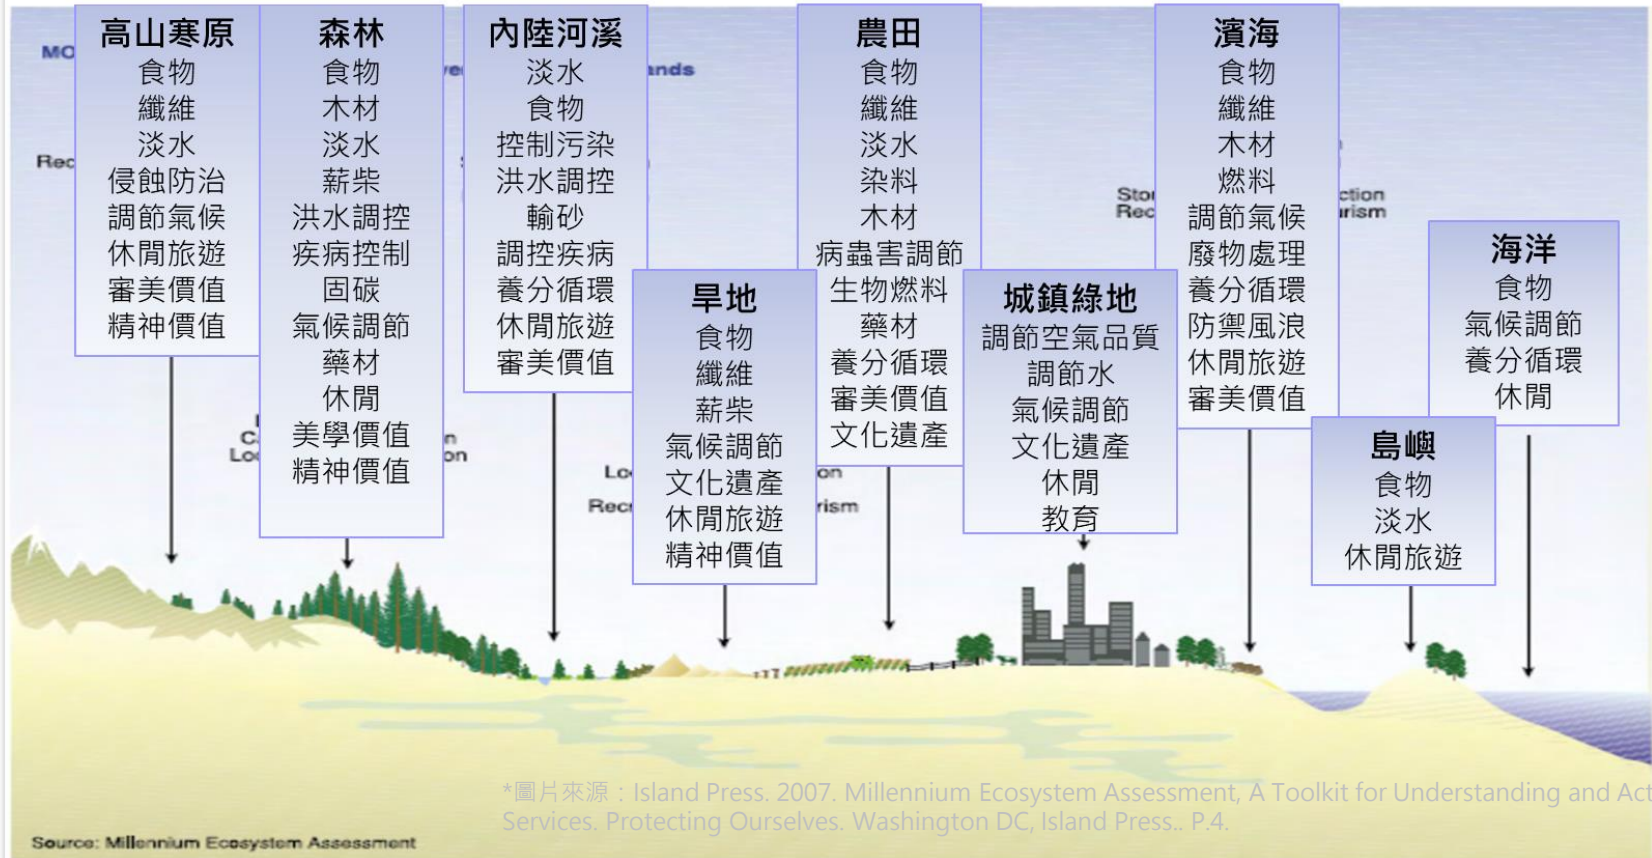 高山寒原
食物
纖維
淡水
侵蝕防治
調節氣候
休閒旅遊
審美價值
精神價值
森林
食物
木材
淡水
薪柴
洪水調控
疾病控制
固碳
氣候調節
藥材
休閒
美學價值
精神價值
內陸河溪
淡水
食物
控制污染
洪水調控
輸砂
調控疾病
養分循環
休閒旅遊
審美價值
旱地
食物
纖維
薪柴
氣候調節
文化遺產
休閒旅遊
精神價值
農田
食物
纖維
淡水
染料
木材
病蟲害調節
生物燃料
藥材
養分循環
審美價值
文化遺產
城鎮綠地
調節空氣品質
調節水
氣候調節
文化遺產
休閒
教育
濱海
食物
纖維
木材
燃料
調節氣候
廢物處理
養分循環
防禦風浪
休閒旅遊
審美價值
島嶼
食物
淡水
休閒旅遊
海洋
食物
氣候調節
養分循環
休閒
*圖片來源：Island Press. 2007. Millennium Ecosystem Assessment, A Toolkit for Understanding and Act
Services. Protecting Ourselves. Washington DC, Island Press.. P.4.
Source: Millennium Ecosystem Assessment